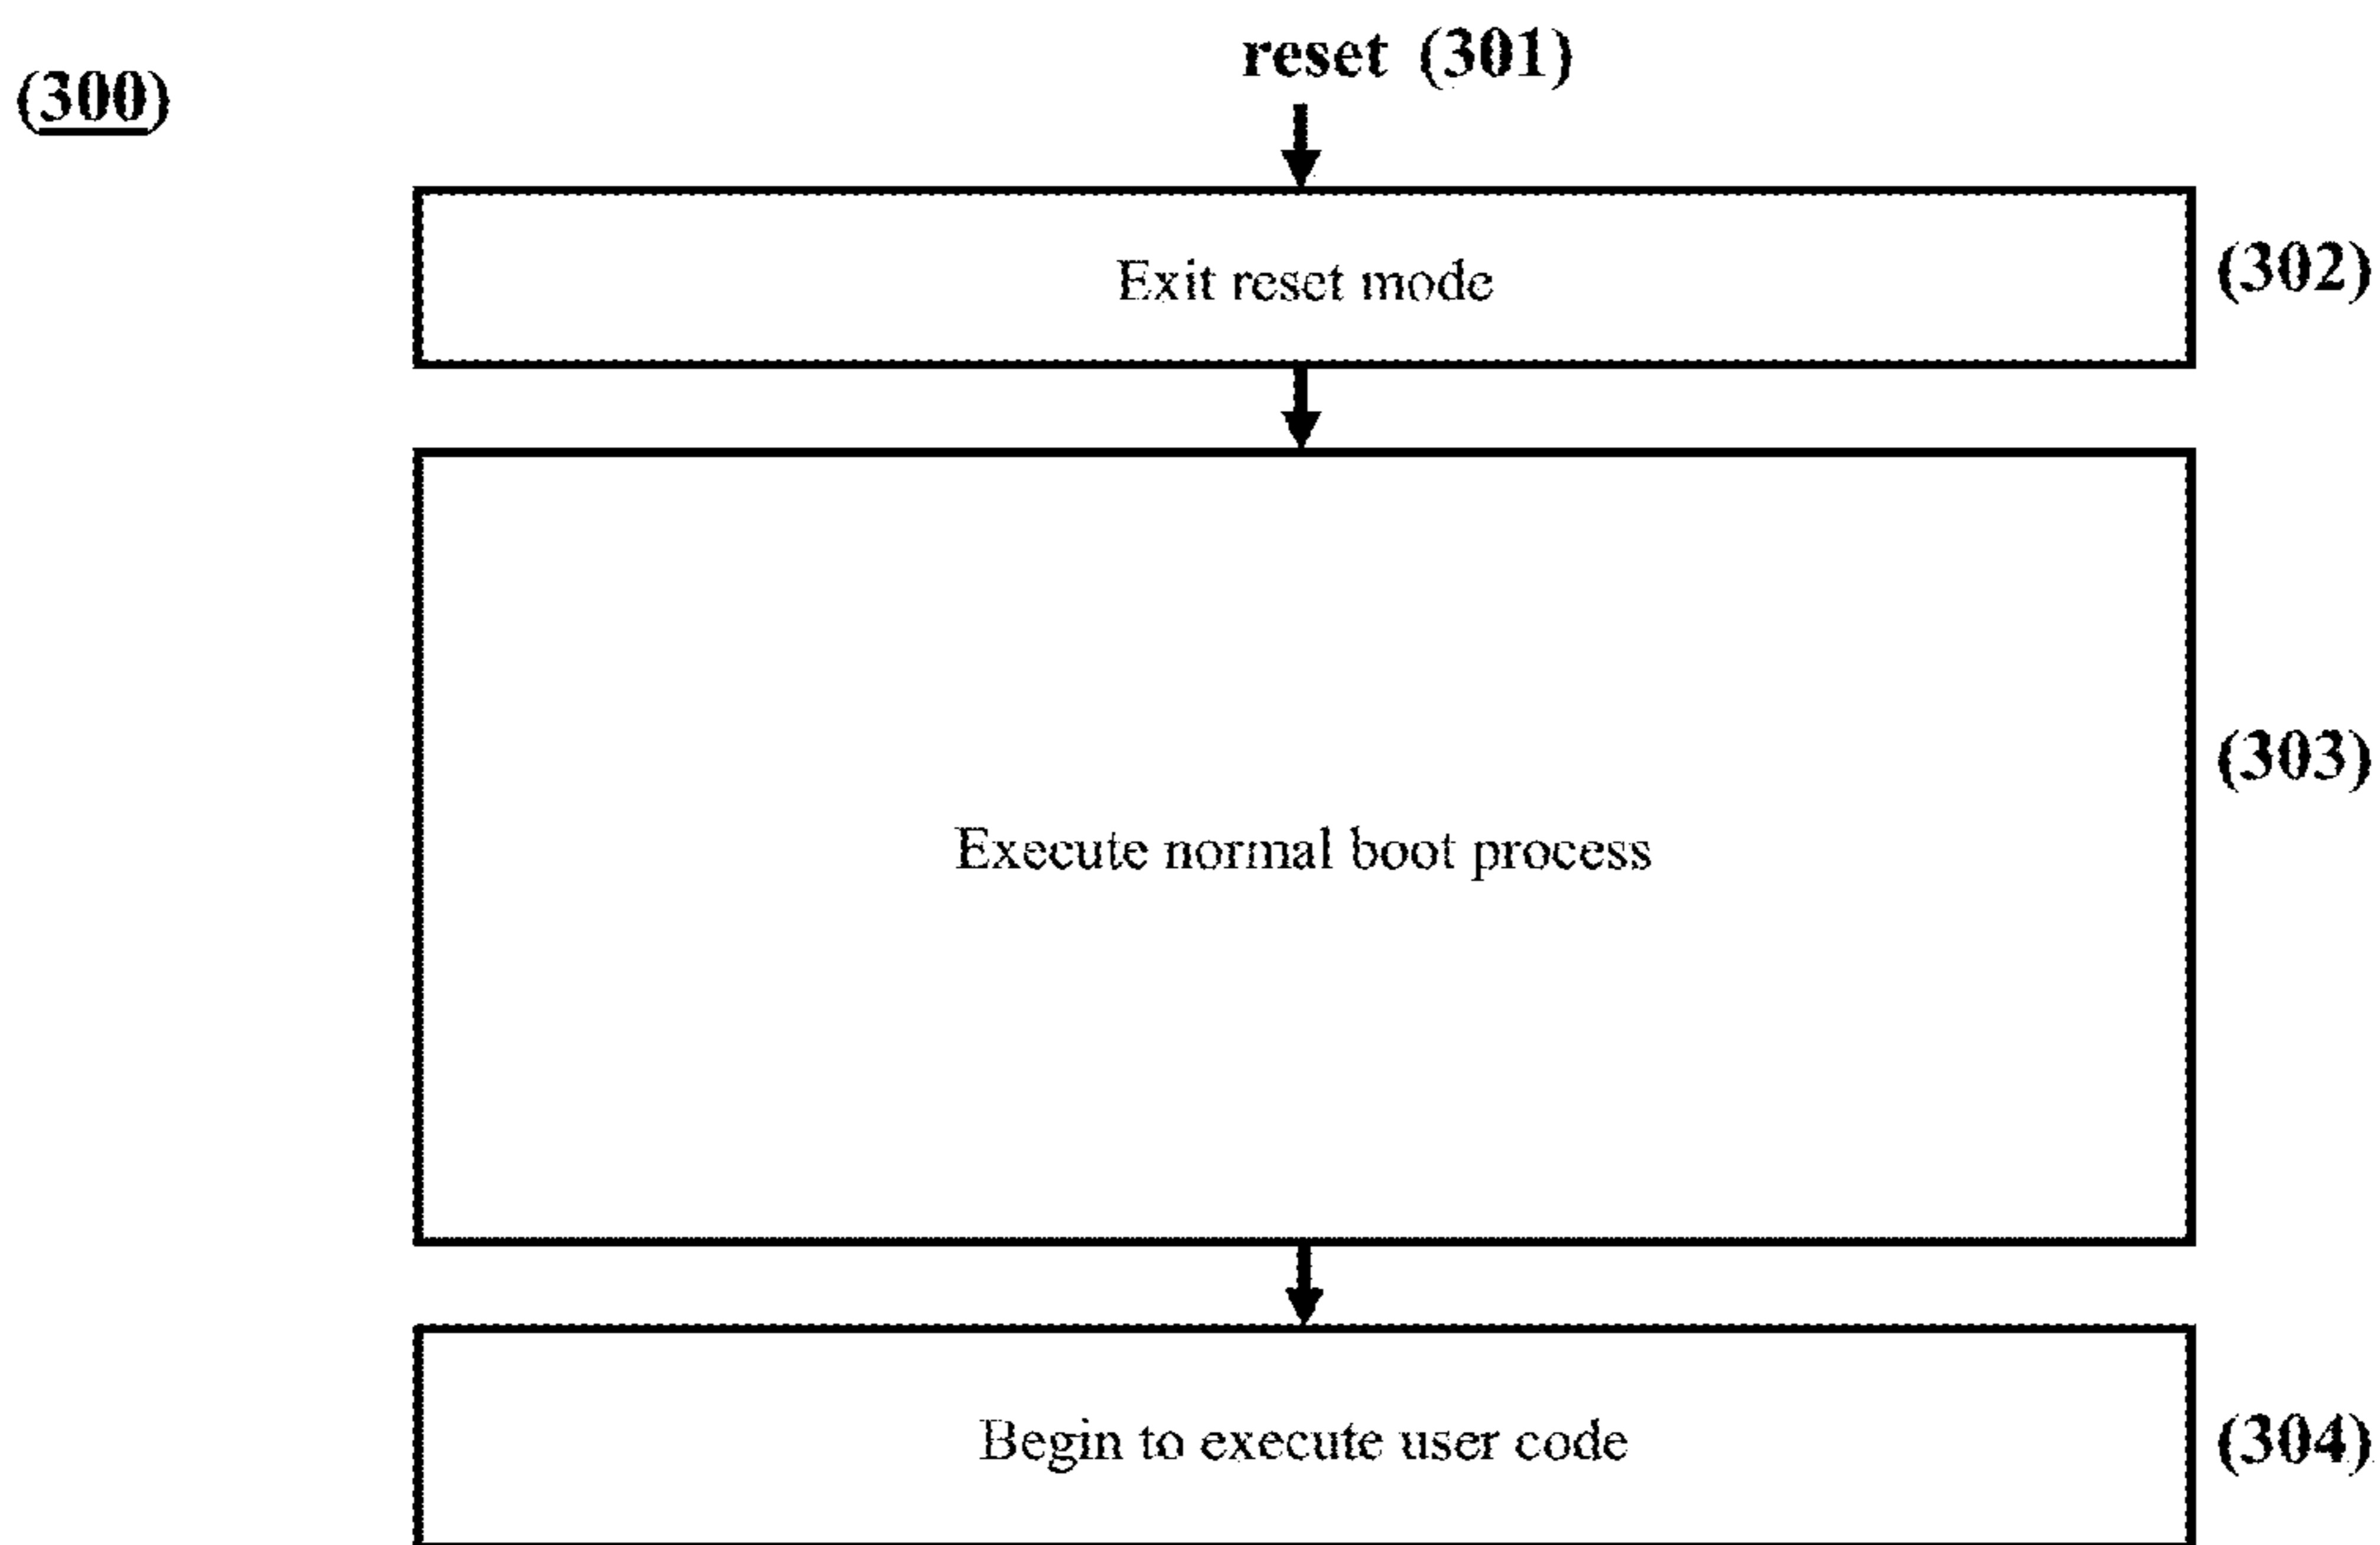 reset (301)
(300)
Exit reset mode
(302)
(303)
Execute normal boot process
Begin to execute user code
(304)